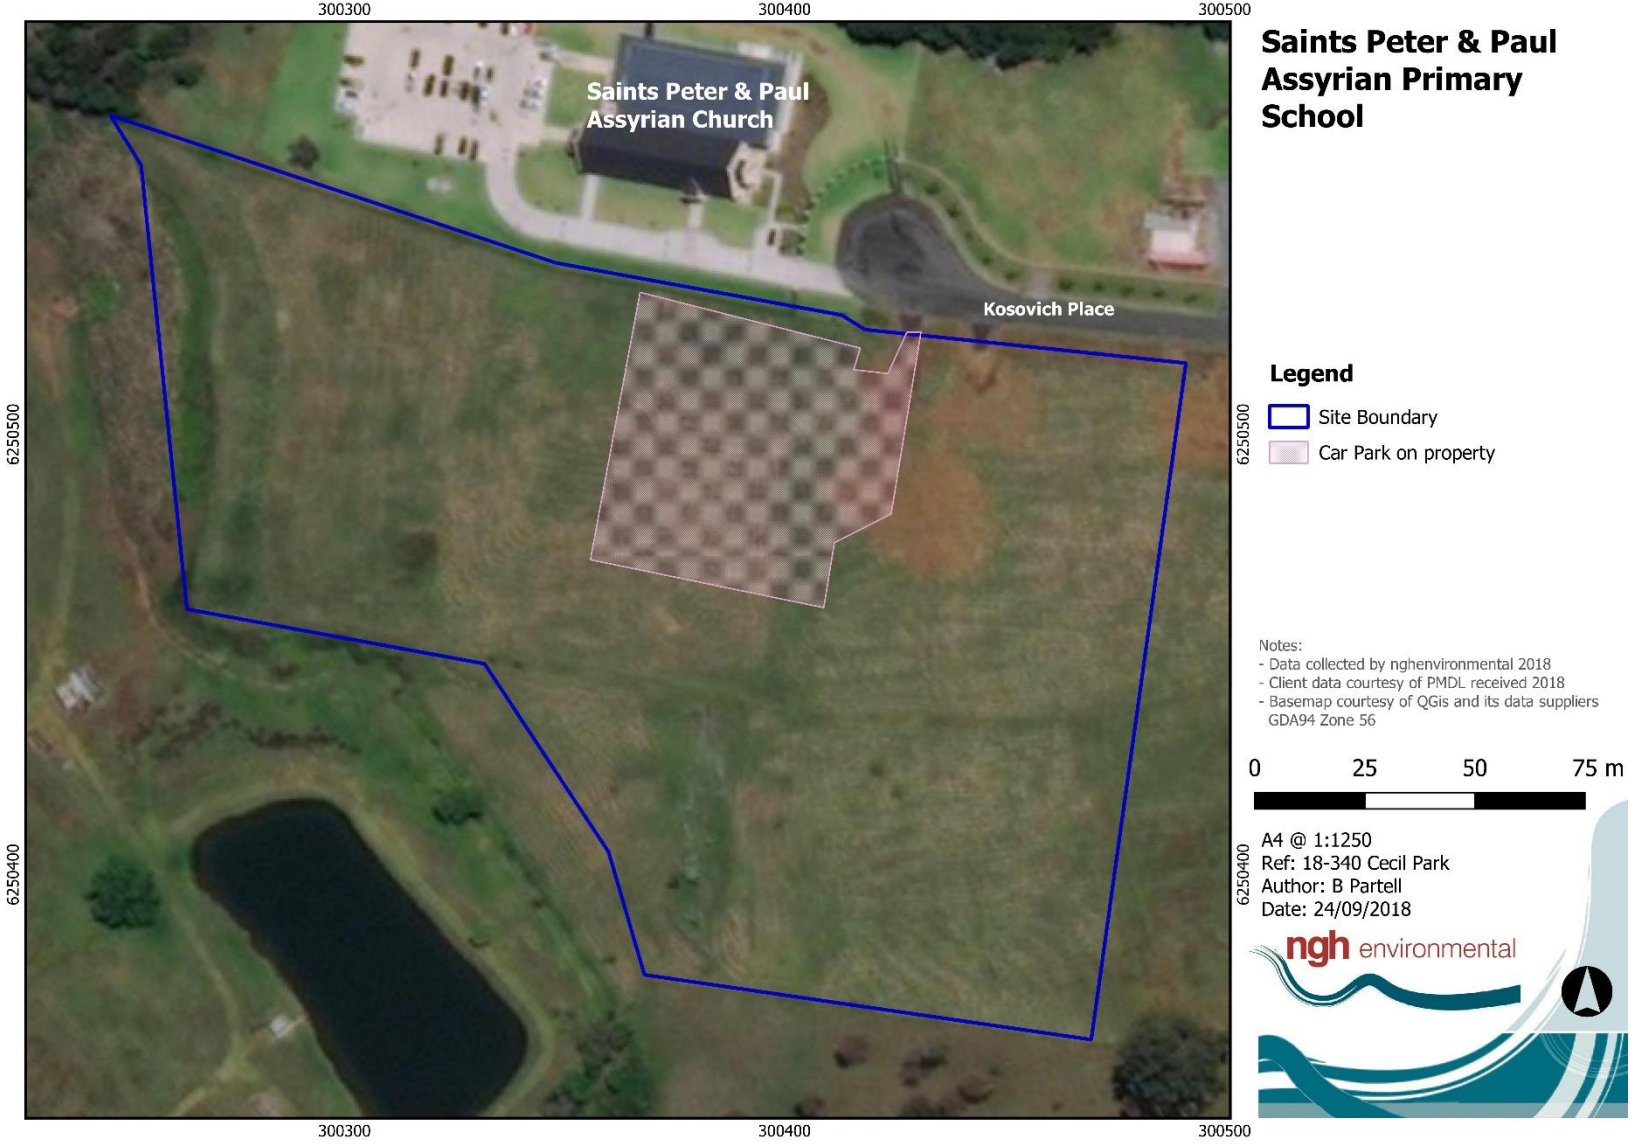 300300
300400
300500
Saints Peter & Paul
Assyrian Primary
School
Saints Peter & Paul
Assyrian Church
Kosovich Place
6250500
6250500
Legend
Site Boundary
Car Park on property
Notes:
- Data collected by nghenvironmental 2018
- Client data courtesy of PMDL received 2018
- Basemap courtesy of QGis and its data suppliers
GDA94 Zone 56
0 25 50 75 m
6250400
6250400
A4 @ 1:1250
Ref: 18-340 Cecil Park
Author: B Partell
Date: 24/09/2018
ngh environmental
300300
300400
300500